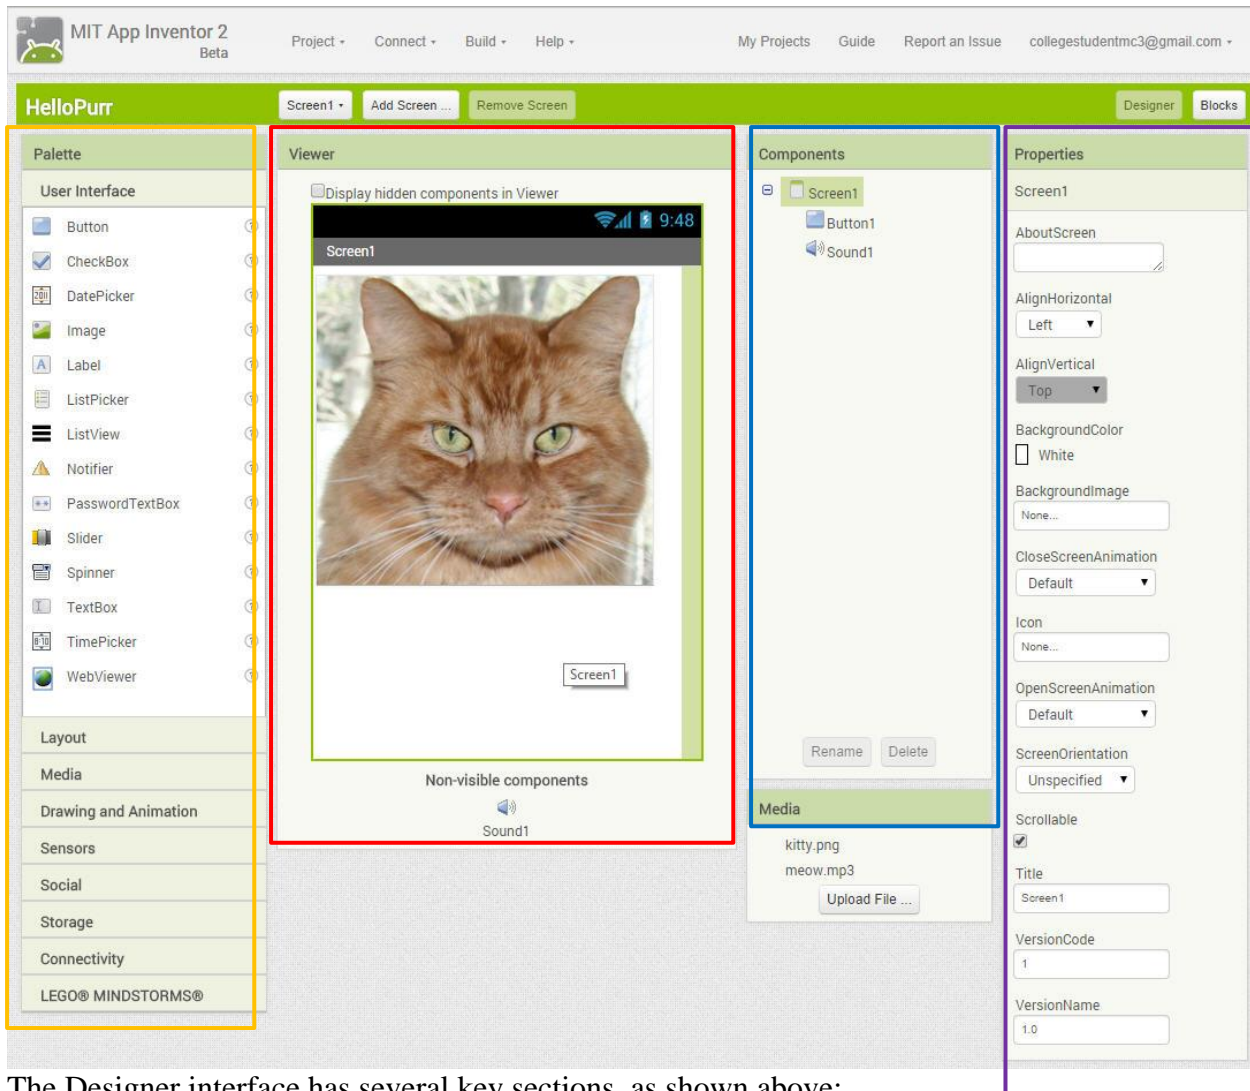 MIT App Inventor 2
Beta
Project
Connect
Build
Help
My Projects
Guide
Report an Issue
collegestudentmc3@gmail.com
HelloPurr
Screen1
Add Screen ...
Remove Screen
Designer
Blocks
Palette
User Interface
Button
CheckBox
DatePicker
Image
Label
ListPicker
ListView
Notifier
PasswordTextBox
Slider
Spinner
TextBox
TimePicker
WebViewer
Layout
Media
Drawing and Animation
Sensors
Social
Storage
Connectivity
LEGO® MINDSTORMS®
Viewer
Display hidden components in Viewer
9:48
Screen1
Screen1
Non-visible components
Sound1
Components
Screen1
Button1
Sound1
Rename
Delete
Media
kitty.png
meow.mp3
Upload File ...
Properties
Screen1
AboutScreen
AlignHorizontal
Left
AlignVertical
Top
BackgroundColor
White
BackgroundImage
None...
CloseScreenAnimation
Default
Icon
None...
OpenScreenAnimation
Default
ScreenOrientation
Unspecified
Scrollable
Title
Screen1
VersionCode
1
VersionName
1.0
The Designer interface has several key sections, as shown above: